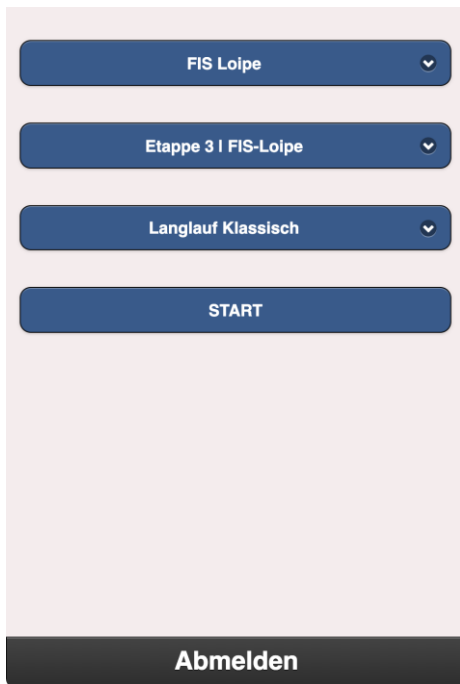 FIS Loipe
Etappe 3 I FIS-Loipe
Langlauf Klassisch
START
Abmelden